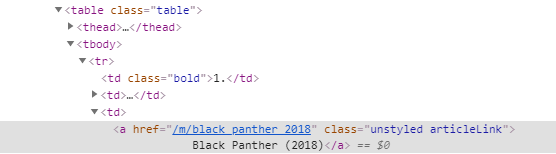 ▼<table class="table">
▶<thead>…</thead>
▼<tbody>
▼<tr>
<td class="bold">1.</td>
▶<td>…</td>
▼<td>
<a href="/m/black_panther_2018" class="unstyled articleLink">
Black Panther (2018)</a> == $0